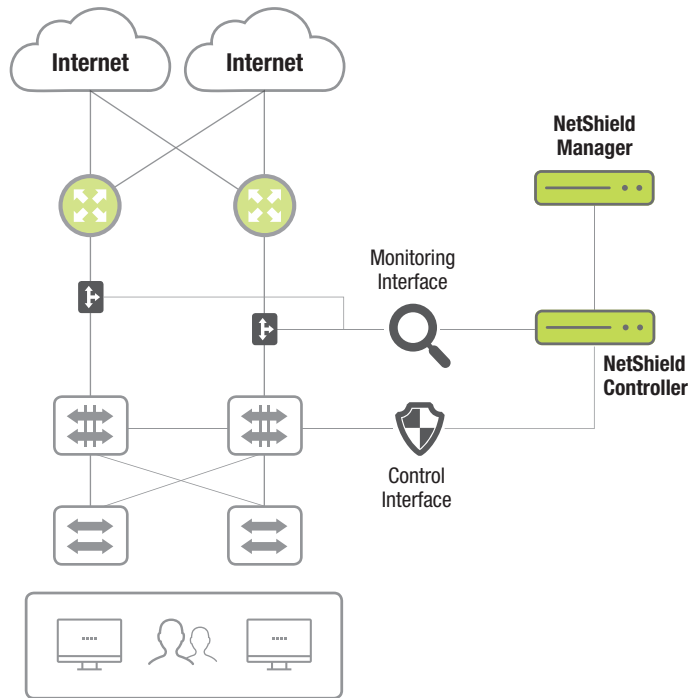 Internet
Internet
NetShield
Manager
Monitoring
Interface
NetShield
Controller
Control
Interface